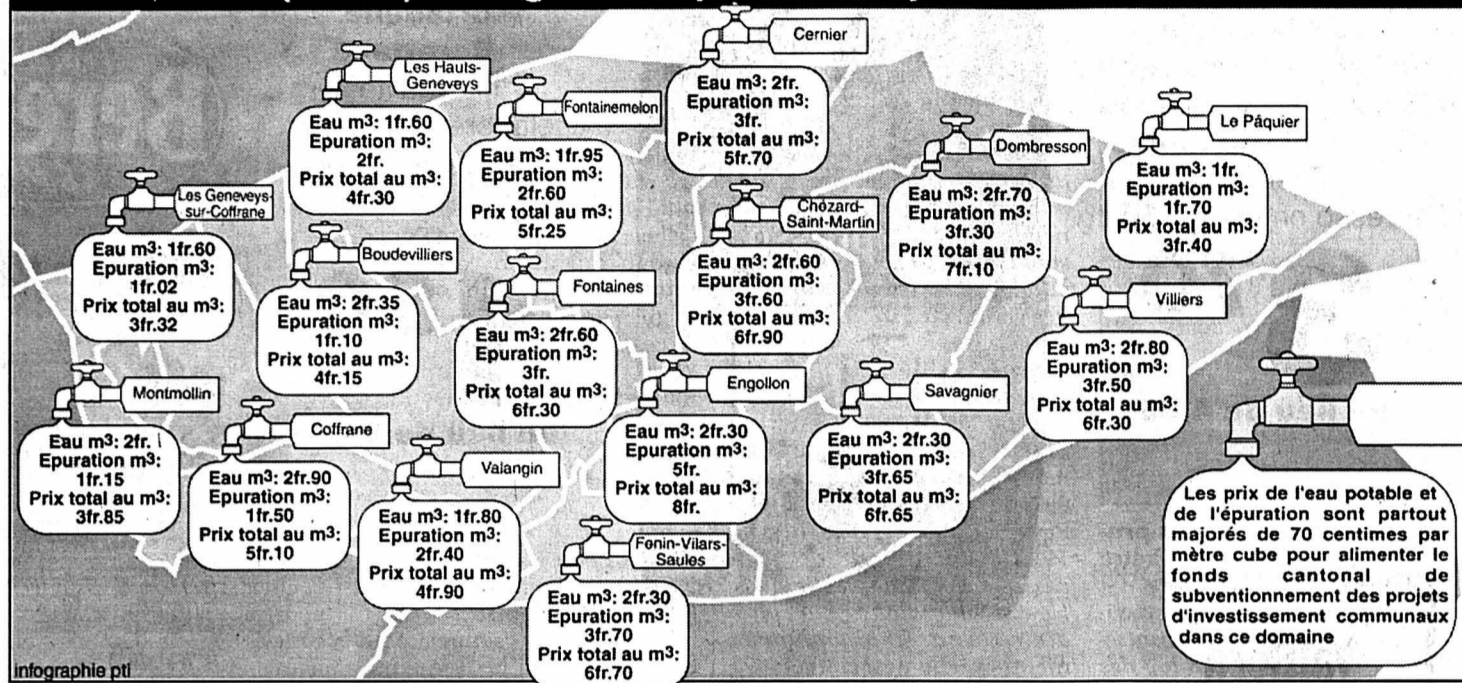 Cernier
Eau m³: 2fr.
Epuration m³:
3fr.
Prix total au m³:
5fr.70
Les Hauts-
Geneveys
Eau m³: 1fr.60
Epuration m³:
2fr.
Prix total au m³:
4fr.30
Fontainemelon
Eau m³: 1fr.95
Epuration m³:
2fr.60
Prix total au m³:
5fr.25
Le Pâquier
Eau m³: 1fr.
Epuration m³:
1fr.70
Prix total au m³:
3fr.40
Dombresson
Eau m³: 2fr.70
Epuration m³:
3fr.30
Prix total au m³:
7fr.10
Les Geneveys-
sur-Coffrane
Eau m³: 1fr.60
Epuration m³:
1fr.02
Prix total au m³:
3fr.32
Boudevilliers
Eau m³: 2fr.35
Epuration m³:
1fr.10
Prix total au m³:
4fr.15
Fontaines
Eau m³: 2fr.60
Epuration m³:
3fr.
Prix total au m³:
6fr.30
Chézard-
Saint-Martin
Eau m³: 2fr.60
Epuration m³:
3fr.60
Prix total au m³:
6fr.90
Villiers
Eau m³: 2fr.80
Epuration m³:
3fr.50
Prix total au m³:
6fr.30
Montmollin
Eau m³: 2fr.
Epuration m³:
1fr.15
Prix total au m³:
3fr.85
Coffrane
Eau m³: 2fr.90
Epuration m³:
1fr.50
Prix total au m³:
5fr.10
Valangin
Eau m³: 1fr.80
Epuration m³:
2fr.40
Prix total au m³:
4fr.90
Engollon
Eau m³: 2fr.30
Epuration m³:
5fr.
Prix total au m³:
8fr.
Savagnier
Eau m³: 2fr.30
Epuration m³:
3fr.65
Prix total au m³:
6fr.65
Fenin-Vilars-
Saules
Eau m³: 2fr.30
Epuration m³:
3fr.70
Prix total au m³:
6fr.70
Les prix de l'eau potable et
de l'épuration sont partout
majorés de 70 centimes par
mètre cube pour alimenter le
fonds cantonal de
subventionnement des projets
d'investissement communaux
dans ce domaine
infographie ptl